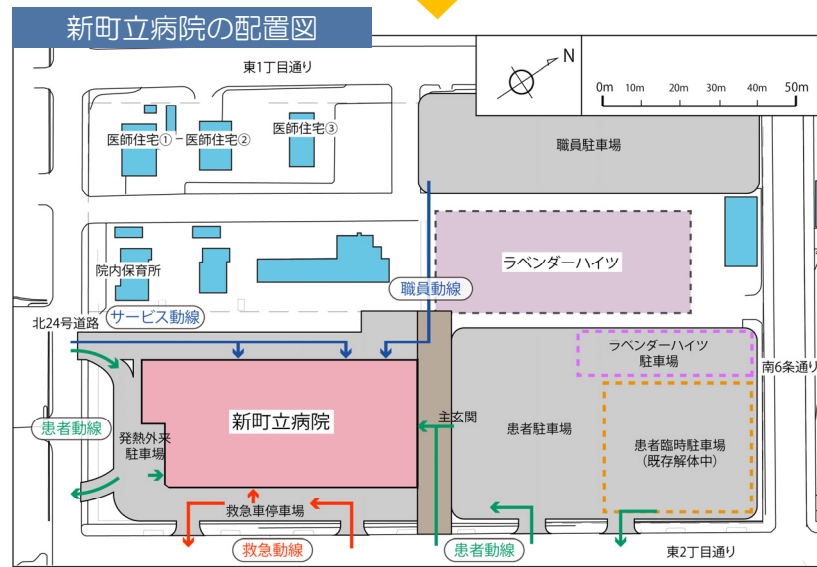 新町立病院の配置図
東1丁目通り
N
0m 10m 20m 30m 40m 50m
医師住宅①
医師住宅②
医師住宅③
職員駐車場
ラベンダーハイツ
院内保育所
職員動線
サービス動線
北24号道路
ラベンダーハイツ
駐車場
南6条通り
新町立病院
主玄関
患者動線
発熱外来
駐車場
患者駐車場
患者臨時駐車場
(既存解体中)
救急車停車場
救急動線
患者動線
東2丁目通り